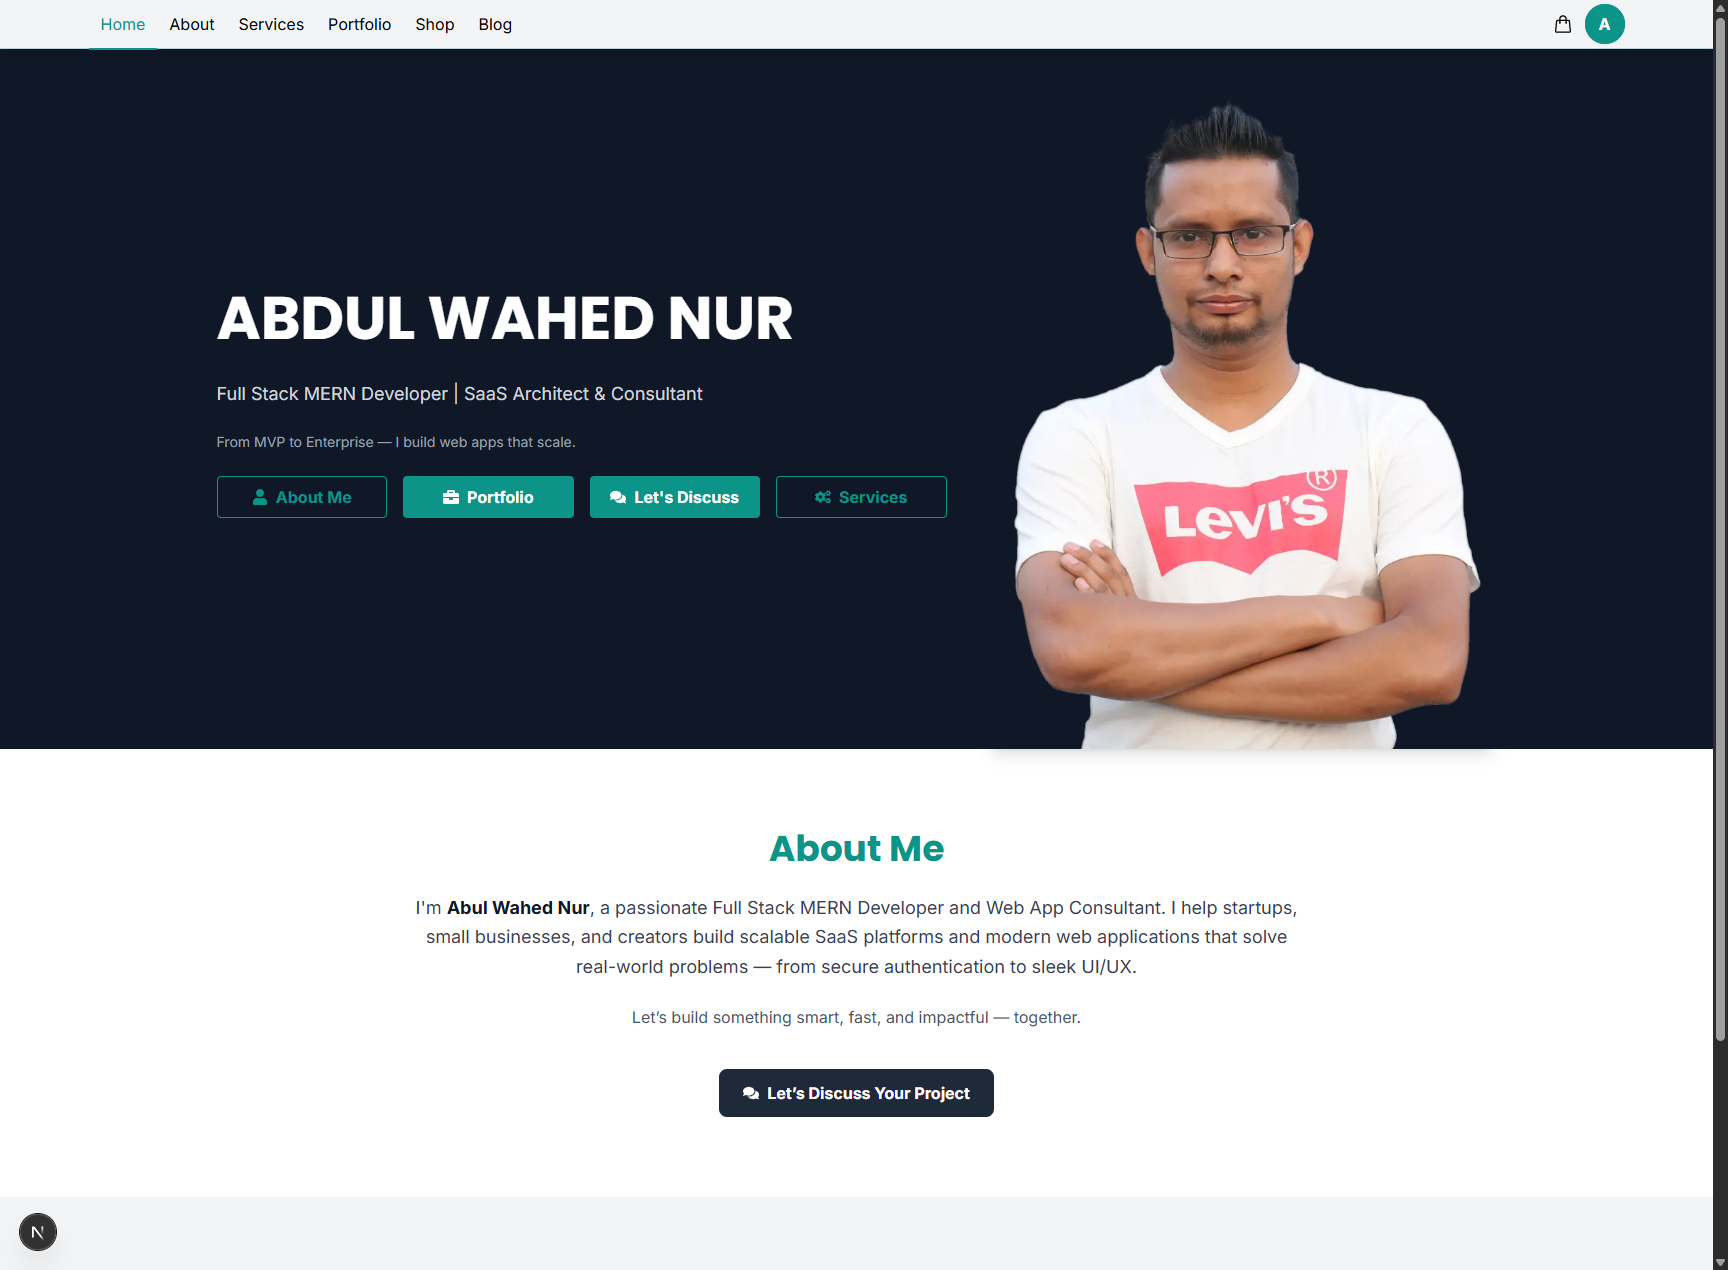 Home About Services Portfolio Shop Blog A
ABDUL WAHED NUR
Full Stack MERN Developer | SaaS Architect & Consultant
From MVP to Enterprise — I build web apps that scale.
About Me Portfolio Let's Discuss Services
LEVI'S ®
About Me
I'm Abul Wahed Nur, a passionate Full Stack MERN Developer and Web App Consultant. I help startups,
small businesses, and creators build scalable SaaS platforms and modern web applications that solve
real-world problems — from secure authentication to sleek UI/UX.
Let’s build something smart, fast, and impactful — together.
Let’s Discuss Your Project
N